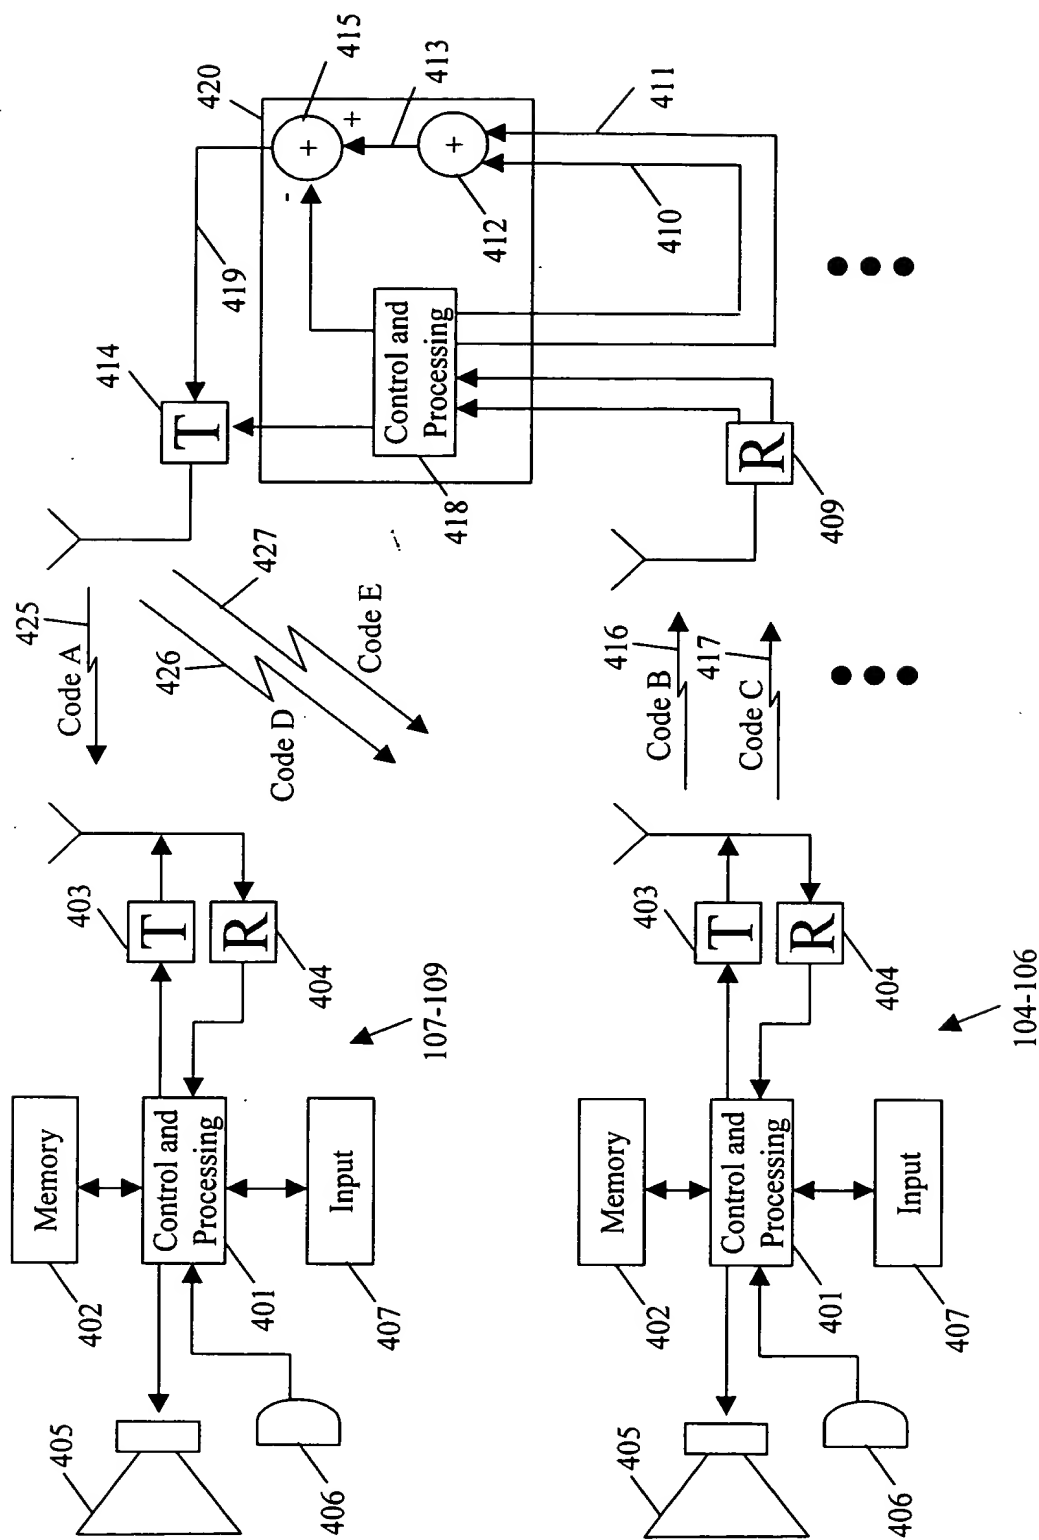 405
402
Memory
Control and
Processing
401
Input
407
406
403
T
R
404
107-109
425
Code A
426
Code D
427
Code E
414
T
419
420
415
+
+
-
413
+
412
Control and
Processing
418
410
411
405
402
Memory
Control and
Processing
401
Input
407
406
403
T
R
404
104-106
416
Code B
417
Code C
R
409